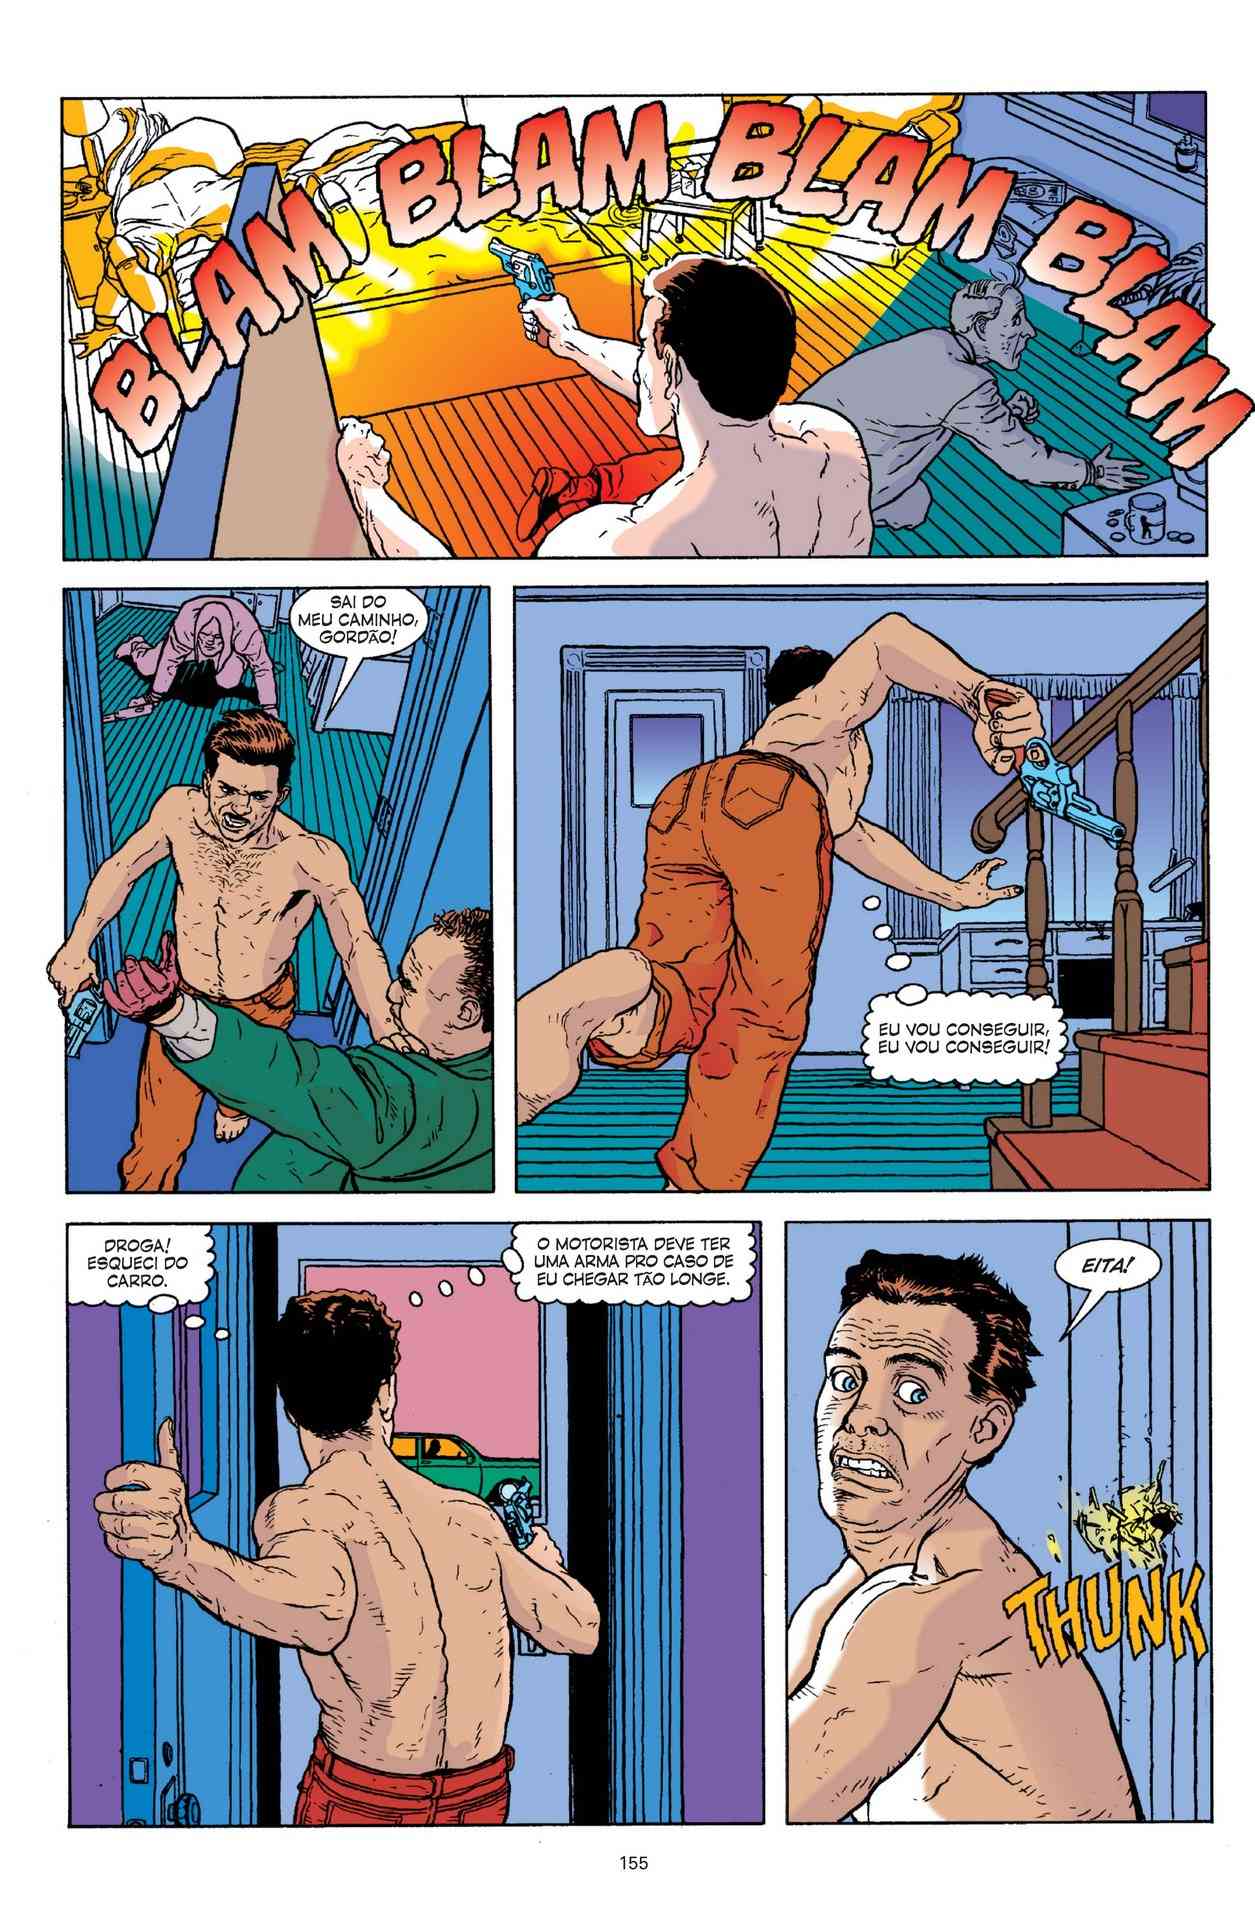 BLAM BLAM BLAM BLAM
SAI DO
MEU CAMINHO,
GORDÃO!
EU VOU CONSEGUIR,
EU VOU CONSEGUIR!
DROGA!
ESQUECI DO
CARRO.
O MOTORISTA DEVE TER
UMA ARMA PRO CASO DE
EU CHEGAR TÃO LONGE.
EITA!
THUNK
155